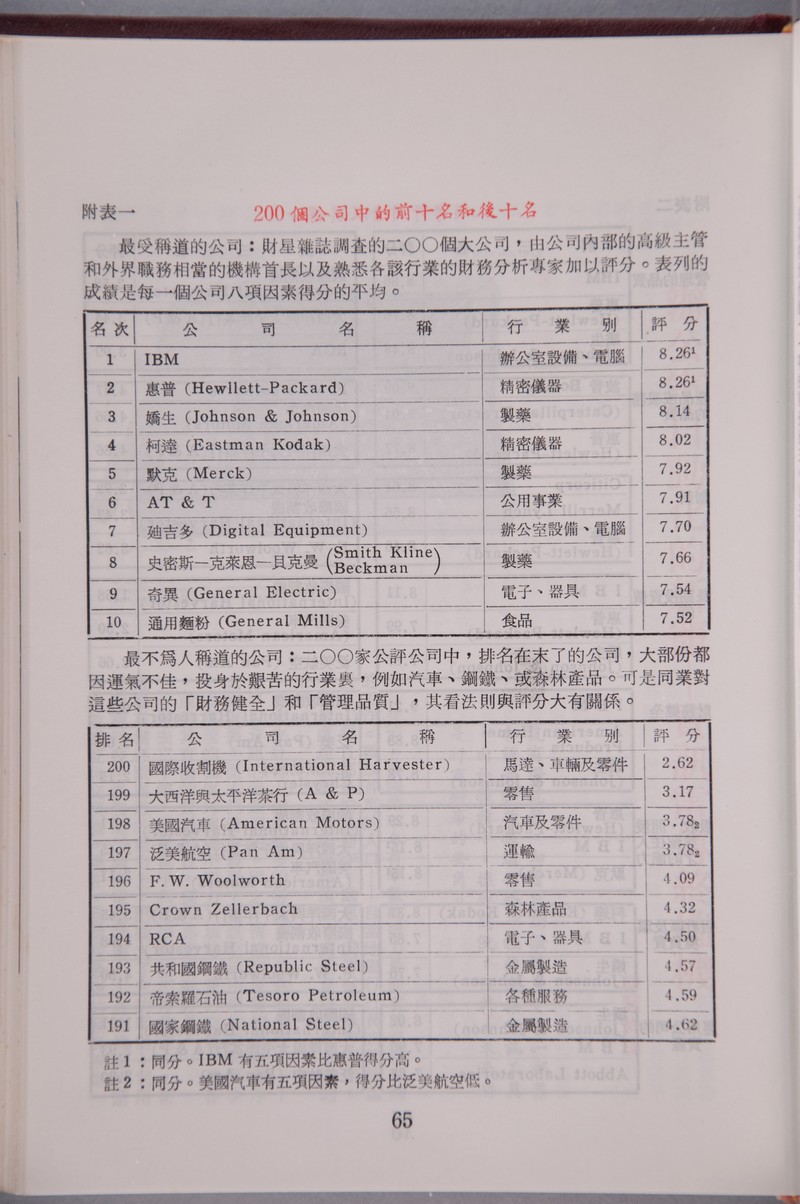 附表一
200個公司中的前十名和後十名
最受稱道的公司：財星雜誌調查的二〇〇個大公司，由公司內部的高級主管
和外界職務相當的機構首長以及熟悉各該行業的財務分析專家加以評分。表列的
成績是每一個公司八項因素得分的平均。
名次 公司名稱 行業別 評分
1 IBM 辦公室設備、電腦 8.26¹
2 惠普 (Hewllett-Packard) 精密儀器 8.26¹
3 嬌生 (Johnson & Johnson) 製藥 8.14
4 柯達 (Eastman Kodak) 精密儀器 8.02
5 默克 (Merck) 製藥 7.92
6 AT & T 公用事業 7.91
7 廸吉多 (Digital Equipment) 辦公室設備、電腦 7.70
8 史密斯—克萊恩—貝克曼 (Smith Kline Beckman) 製藥 7.66
9 奇異 (General Electric) 電子、器具 7.54
10 通用麵粉 (General Mills) 食品 7.52
最不爲人稱道的公司：二〇〇家公評公司中，排名在末了的公司，大部份都
因運氣不佳，投身於艱苦的行業裏，例如汽車、鋼鐵、或森林產品。可是同業對
這些公司的「財務健全」和「管理品質」，其看法則與評分大有關係。
排名 公司名稱 行業別 評分
200 國際收割機 (International Harvester) 馬達、車輛及零件 2.62
199 大西洋與太平洋茶行 (A & P) 零售 3.17
198 美國汽車 (American Motors) 汽車及零件 3.78₂
197 泛美航空 (Pan Am) 運輸 3.78₂
196 F. W. Woolworth 零售 4.09
195 Crown Zellerbach 森林產品 4.32
194 RCA 電子、器具 4.50
193 共和國鋼鐵 (Republic Steel) 金屬製造 4.57
192 帝索羅石油 (Tesoro Petroleum) 各種服務 4.59
191 國家鋼鐵 (National Steel) 金屬製造 4.62
註1：同分。IBM 有五項因素比惠普得分高。
註2：同分。美國汽車有五項因素，得分比泛美航空低。
65